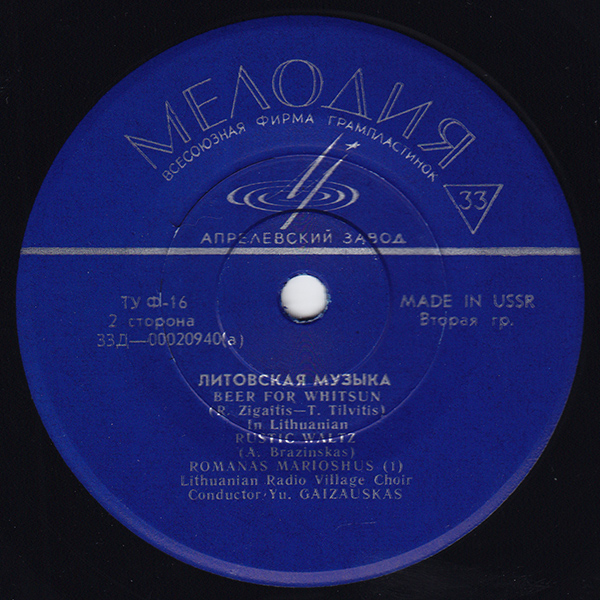 МЕЛОДИЯ
ВСЕСОЮЗНАЯ ФИРМА ГРАМПЛАСТИНОК
33
АПРЕЛЕВСКИЙ ЗАВОД
ТУ Ф-16
2 сторона
33Д—00020940(а)
MADE IN USSR
Вторая гр.
ЛИТОВСКАЯ МУЗЫКА
BEER FOR WHITSUN
(R. Zigaitis—T. Tilvitis)
In Lithuanian
RUSTIC WALTZ
(A. Brazinskas)
ROMANAS MARIOSHUS (1)
Lithuanian Radio Village Choir
Conductor·Yu. GAIZAUSKAS